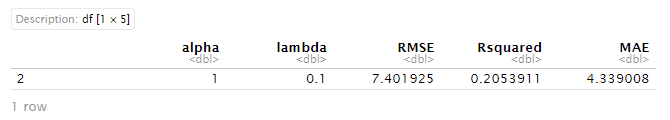 Description: df [1 × 5]
alpha lambda RMSE Rsquared MAE
<dbl> <dbl> <dbl> <dbl> <dbl>
2 1 0.1 7.401925 0.2053911 4.339008
1 row